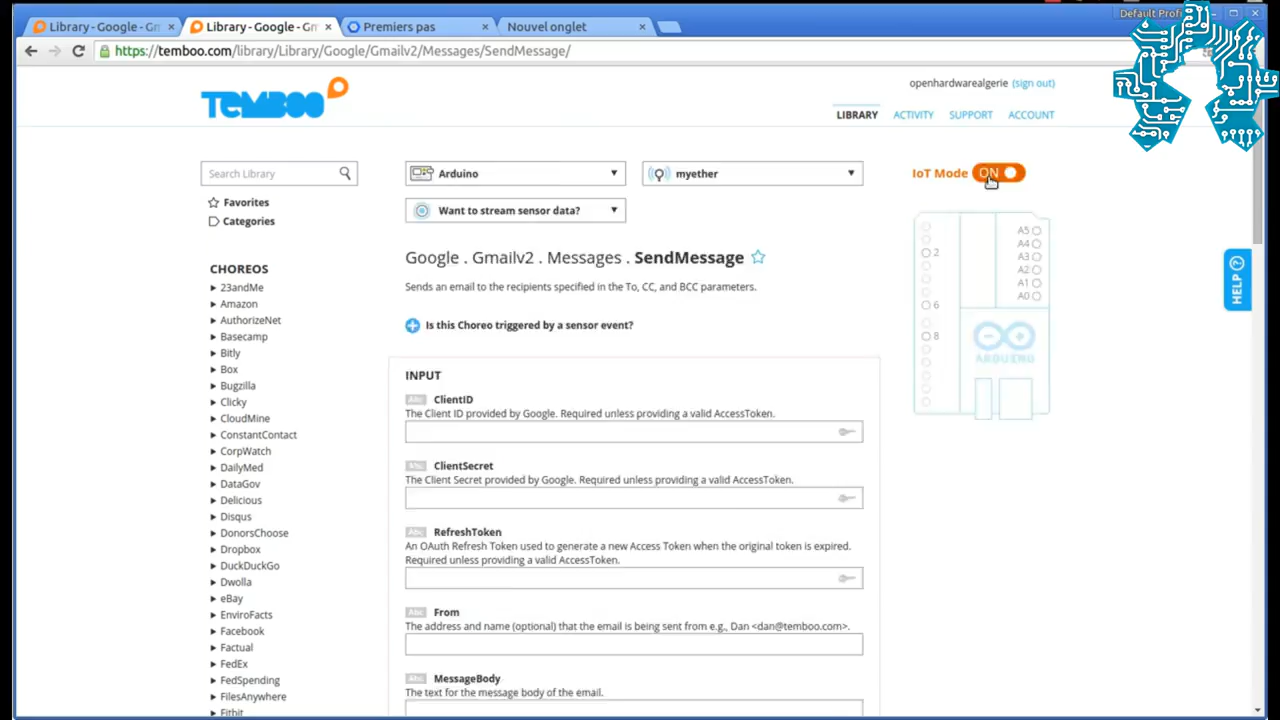 Default Profi
Library - Google - Gm
Library - Google - Gm
Premiers pas
Nouvel onglet
https://temboo.com/library/Library/Google/Gmailv2/Messages/SendMessage/
openhardwarealgerie (sign out)
TEMBOO
LIBRARY
ACTIVITY
SUPPORT
ACCOUNT
Search Library
Arduino
myether
IoT Mode
ON
Favorites
Categories
Want to stream sensor data?
A5
A4
A3
A2
A1
A0
2
6
8
ARDUINO
HELP ?
Google . Gmailv2 . Messages . SendMessage
Sends an email to the recipients specified in the To, CC, and BCC parameters.
Is this Choreo triggered by a sensor event?
CHOREOS
23andMe
Amazon
AuthorizeNet
Basecamp
Bitly
Box
Bugzilla
Clicky
CloudMine
ConstantContact
CorpWatch
DailyMed
DataGov
Delicious
Disqus
DonorsChoose
Dropbox
DuckDuckGo
Dwolla
eBay
EnviroFacts
Facebook
Factual
FedEx
FedSpending
FilesAnywhere
Fitbit
INPUT
Abc ClientID
The Client ID provided by Google. Required unless providing a valid AccessToken.
Abc ClientSecret
The Client Secret provided by Google. Required unless providing a valid AccessToken.
Abc RefreshToken
An OAuth Refresh Token used to generate a new Access Token when the original token is expired.
Required unless providing a valid AccessToken.
Abc From
The address and name (optional) that the email is being sent from e.g., Dan <dan@temboo.com>.
Abc MessageBody
The text for the message body of the email.